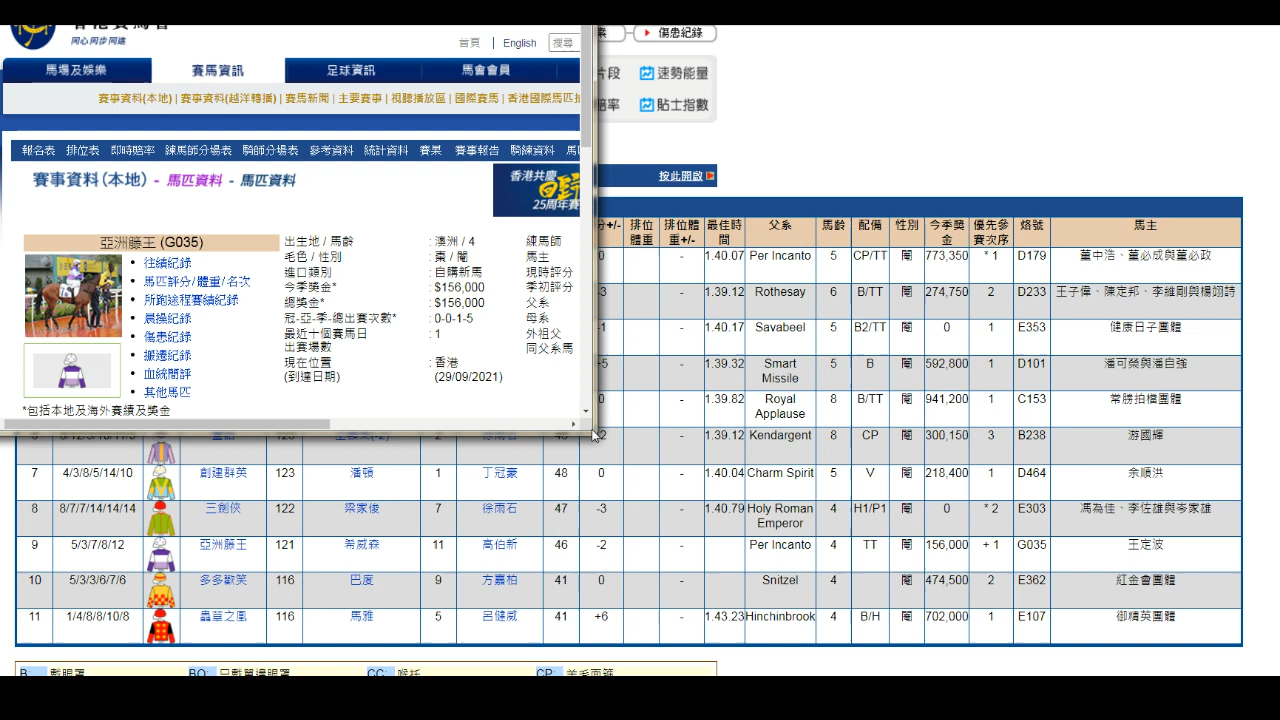 同心同步同進
首頁 | English 搜尋
馬場及娛樂 賽馬資訊 足球資訊 馬會會員
賽事資料(本地) | 賽事資料(越洋轉播) | 賽馬新聞 | 主要賽事 | 視聽播放區 | 國際賽馬 | 香港國際馬匹
報名表 排位表 即時賠率 練馬師分場表 騎師分場表 參考資料 統計資料 賽果 賽事報告 騎練資料
賽事資料(本地) - 馬匹資料 - 馬匹資料
香港共慶
25周年賽
亞洲滕王 (G035)
往績紀錄
馬匹評分/體重/名次
所跑途程賽績紀錄
晨操紀錄
傷患紀錄
搬遷紀錄
血統簡評
其他馬匹
出生地 / 馬齡 : 澳洲 / 4 練馬師
毛色 / 性別 : 棗 / 閹 馬主
進口類別 : 自購新馬 現時評分
今季獎金* : $156,000 季初評分
總獎金* : $156,000 父系
冠-亞-季-總出賽次數* : 0-0-1-5 母系
最近十個賽馬日 : 1 外祖父
出賽場數 同父系馬
現在位置 : 香港
(到達日期) (29/09/2021)
*包括本地及海外賽績及獎金
傷患紀錄
片段 速勢能量
賠率 貼士指數
按此開啟
分+/- 排位體重 排位體重+/- 最佳時間 父系 馬齡 配備 性別 今季獎金 優先參賽次序 烙號 馬主
0 - 1.40.07 Per Incanto 5 CP/TT 閹 773,350 * 1 D179 董中浩、董必成與董必政
-3 - 1.39.12 Rothesay 6 B/TT 閹 274,750 2 D233 王子偉、陳定邦、李維剛與楊翊詩
-1 - 1.40.17 Savabeel 5 B2/TT 閹 0 1 E353 健康日子團體
+5 - 1.39.32 Smart Missile 5 B 閹 592,800 1 D101 潘可榮與潘自強
0 - 1.39.82 Royal Applause 8 B/TT 閹 941,200 1 C153 常勝拍檔團體
- 1.39.12 Kendargent 8 CP 閹 300,150 3 B238 游國輝
7 4/3/8/5/14/10 創建群英 123 潘頓 1 丁冠豪 48 0 - 1.40.04 Charm Spirit 5 V 閹 218,400 1 D464 余順洪
8 8/7/7/14/14/14 三劍俠 122 梁家俊 7 徐雨石 47 -3 - 1.40.79 Holy Roman Emperor 4 H1/P1 閹 0 * 2 E303 馮為佳、李佐雄與岑家雄
9 5/3/7/8/12 亞洲滕王 121 希威森 11 高伯新 46 -2 - Per Incanto 4 TT 閹 156,000 + 1 G035 王定波
10 5/3/3/6/7/6 多多歡笑 116 巴度 9 方嘉柏 41 0 - Snitzel 4 閹 474,500 2 E362 紅金會團體
11 1/4/8/8/10/8 蟲草之凰 116 馬雅 5 呂健威 41 +6 - 1.43.23 Hinchinbrook 4 B/H 閹 702,000 1 E107 御精英團體
B: 戴眼罩 BO: 只戴單邊眼罩 CC: 喉托 CP: 羊毛面箍